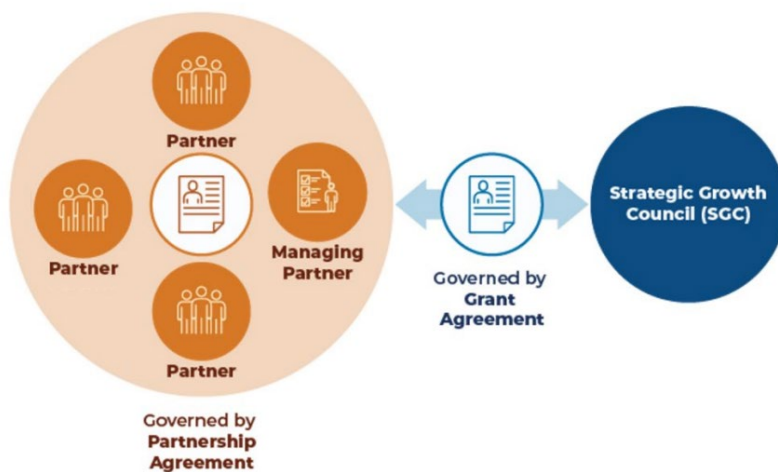 Partner
Partner
Managing
Partner
Partner
Governed by
Partnership
Agreement
Governed by
Grant
Agreement
Strategic Growth
Council (SGC)